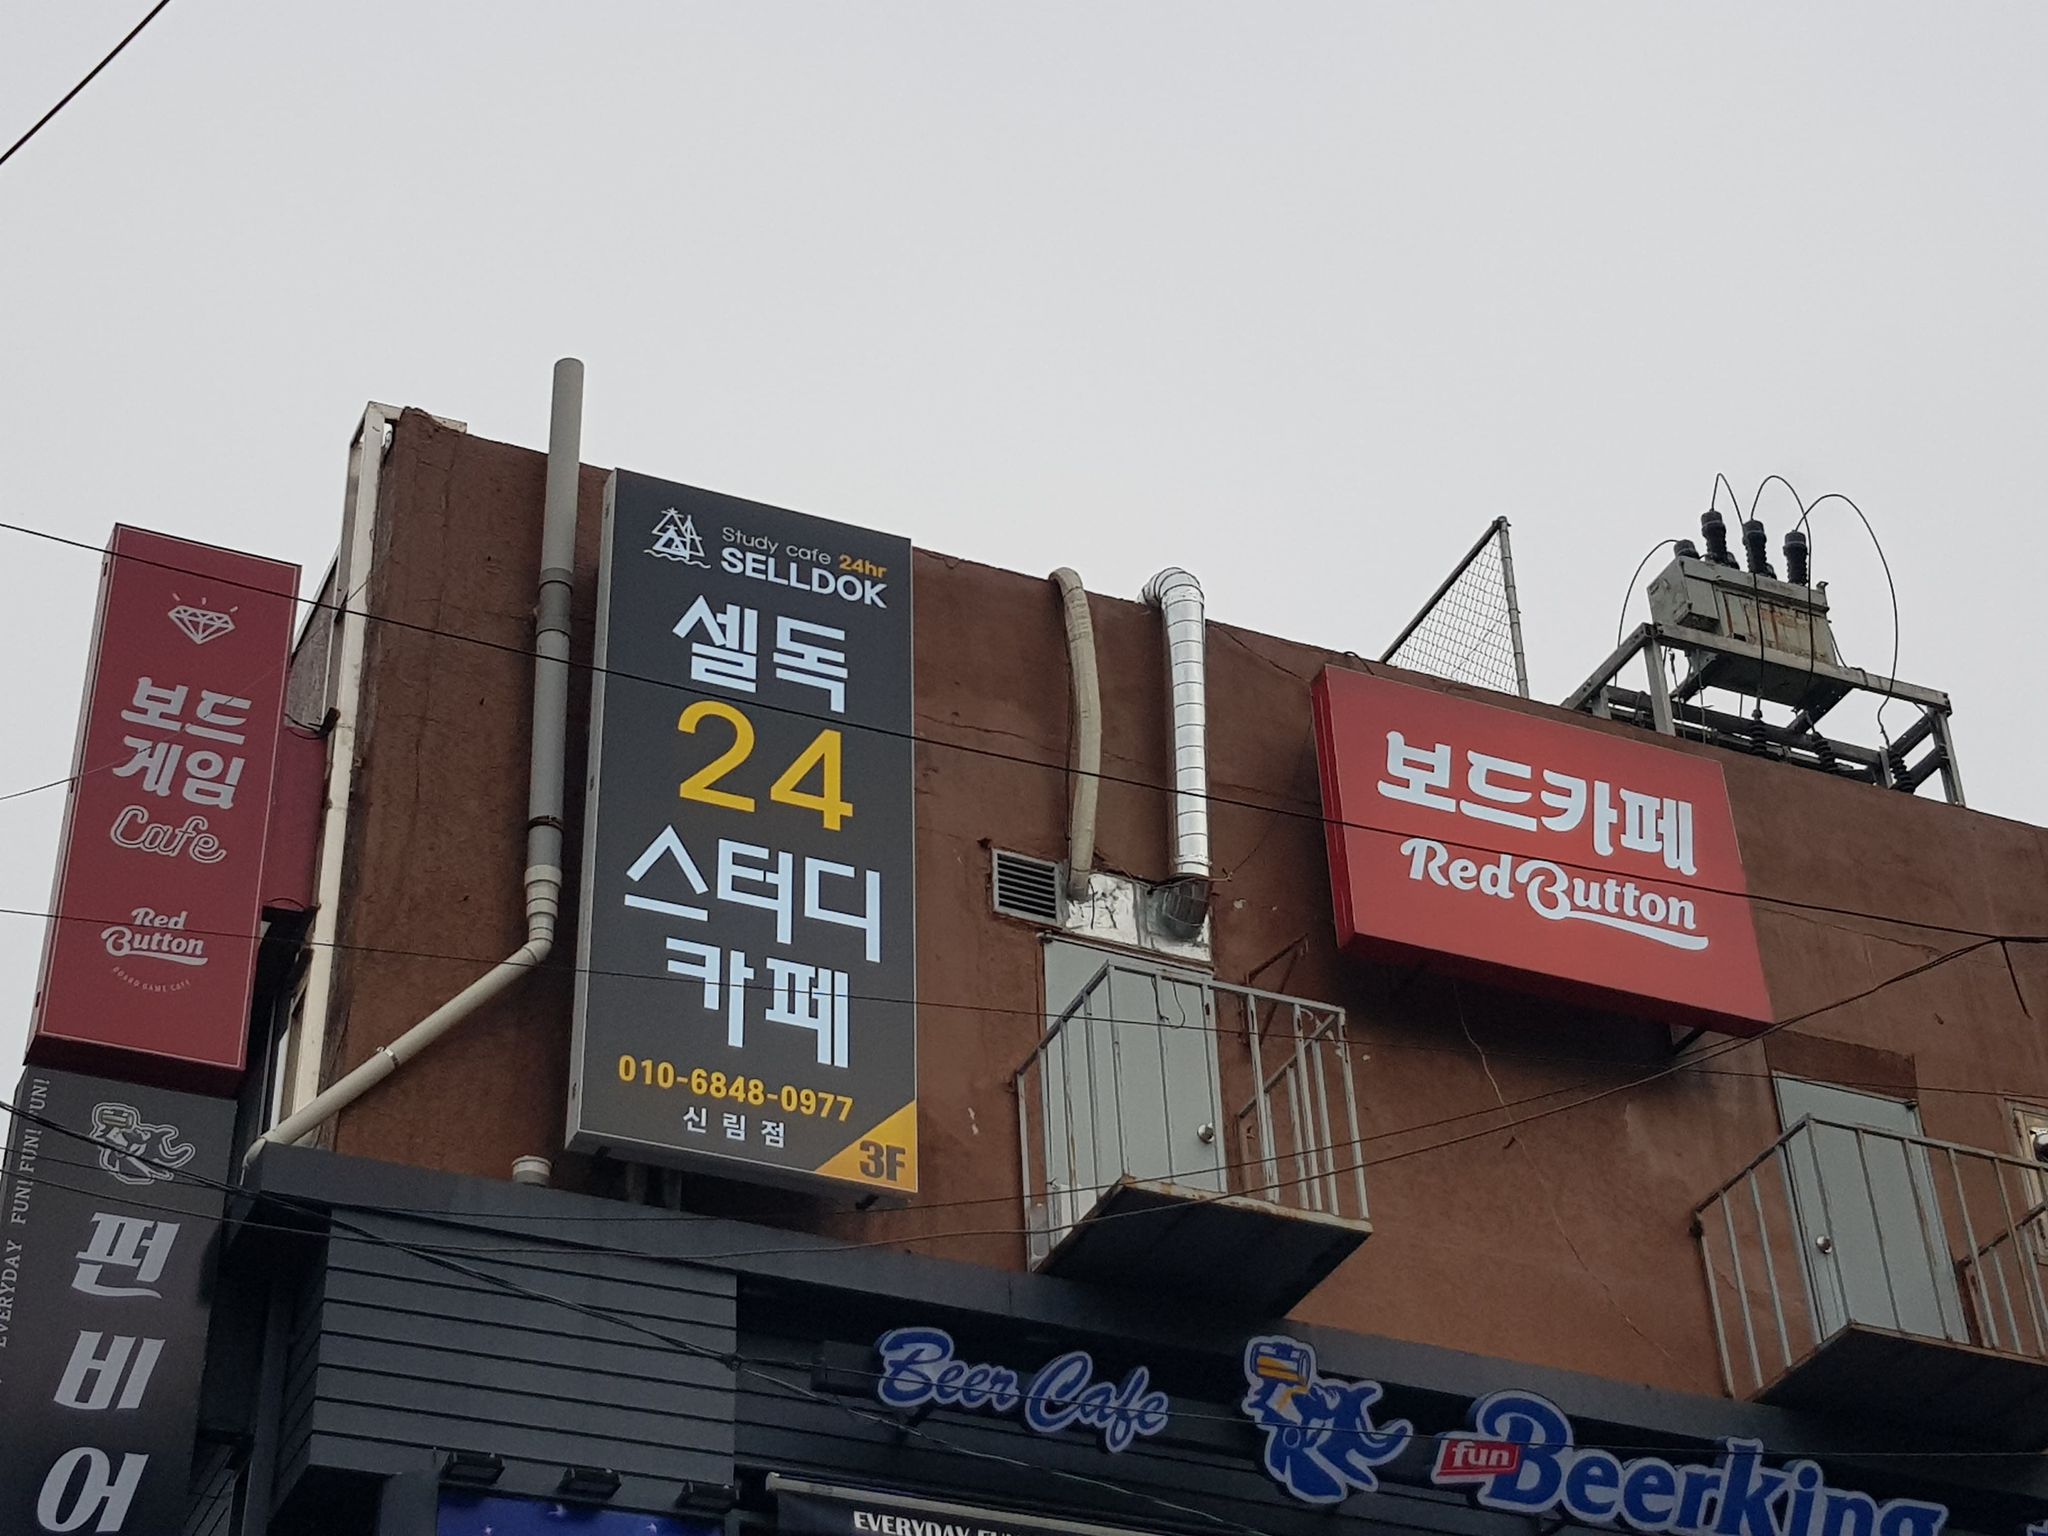 보드
게임
Cafe
Red
Button
BOARD GAME CAFE
EVERYDAY FUN! FUN! FUN!
편
비
어
Study cafe 24hr
SELLDOK
셀독
24
스터디
카페
010-6848-0977
신림점
3F
보드카페
Red Button
Beer Cafe
fun Beerking
EVERYDAY